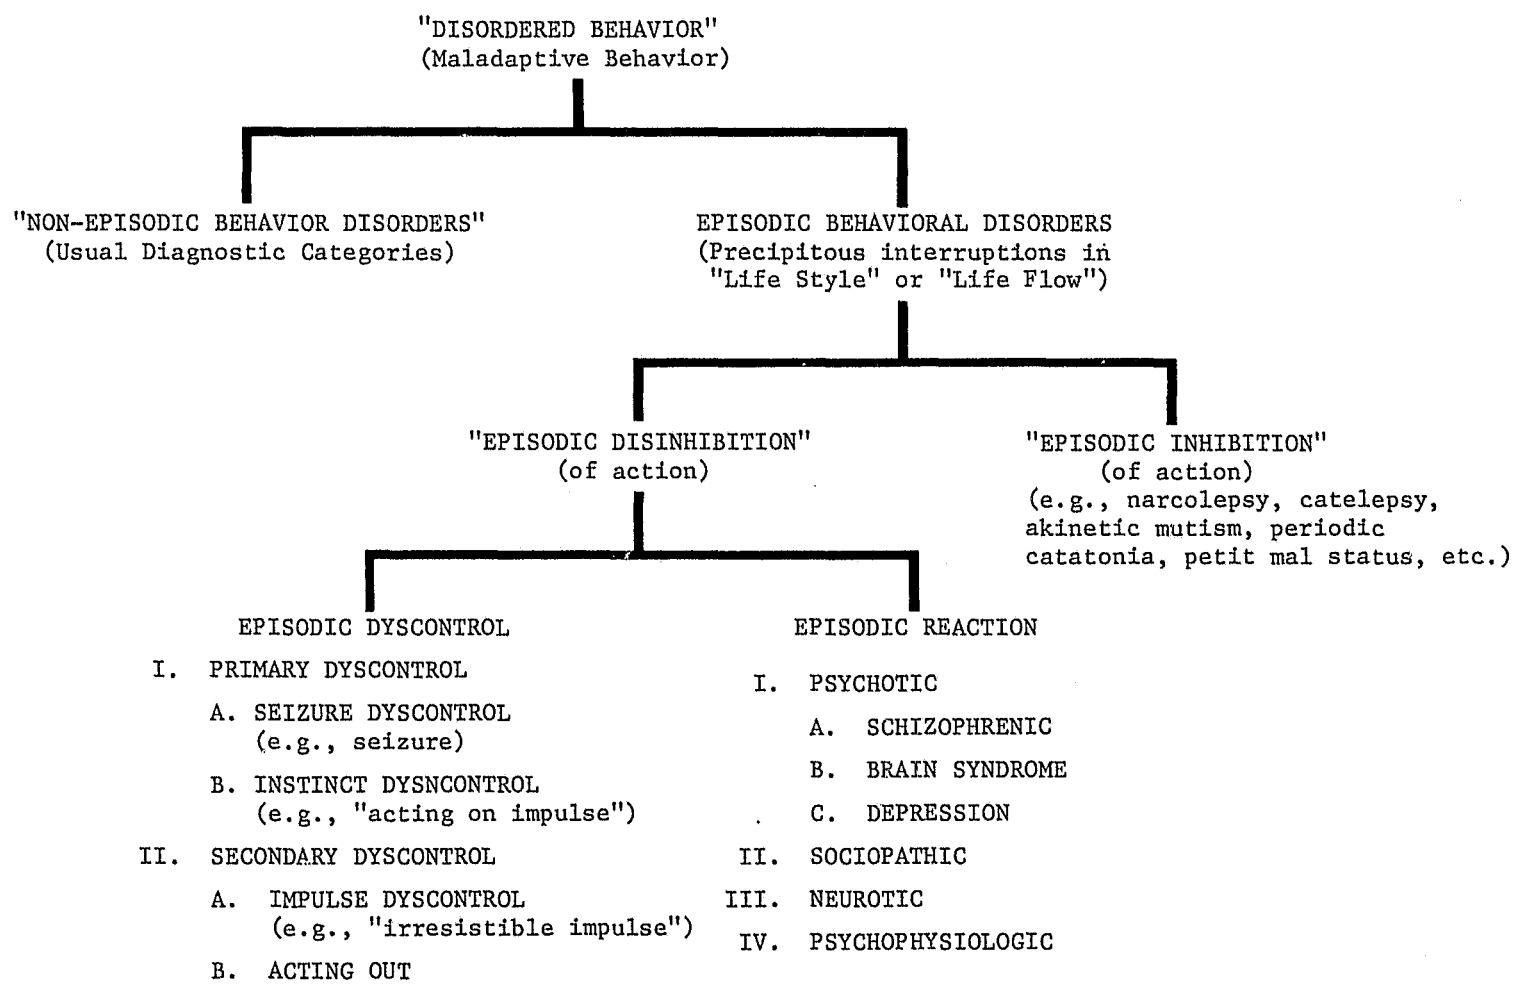 "DISORDERED BEHAVIOR"
(Maladaptive Behavior)
"NON-EPISODIC BEHAVIOR DISORDERS"
(Usual Diagnostic Categories)
EPISODIC BEHAVIORAL DISORDERS
(Precipitous interruptions in
"Life Style" or "Life Flow")
"EPISODIC DISINHIBITION"
(of action)
"EPISODIC INHIBITION"
(of action)
(e.g., narcolepsy, catelepsy,
akinetic mutism, periodic
catatonia, petit mal status, etc.)
EPISODIC DYSCONTROL
I. PRIMARY DYSCONTROL
A. SEIZURE DYSCONTROL
(e.g., seizure)
B. INSTINCT DYSNCONTROL
(e.g., "acting on impulse")
II. SECONDARY DYSCONTROL
A. IMPULSE DYSCONTROL
(e.g., "irresistible impulse")
B. ACTING OUT
EPISODIC REACTION
I. PSYCHOTIC
A. SCHIZOPHRENIC
B. BRAIN SYNDROME
C. DEPRESSION
II. SOCIOPATHIC
III. NEUROTIC
IV. PSYCHOPHYSIOLOGIC